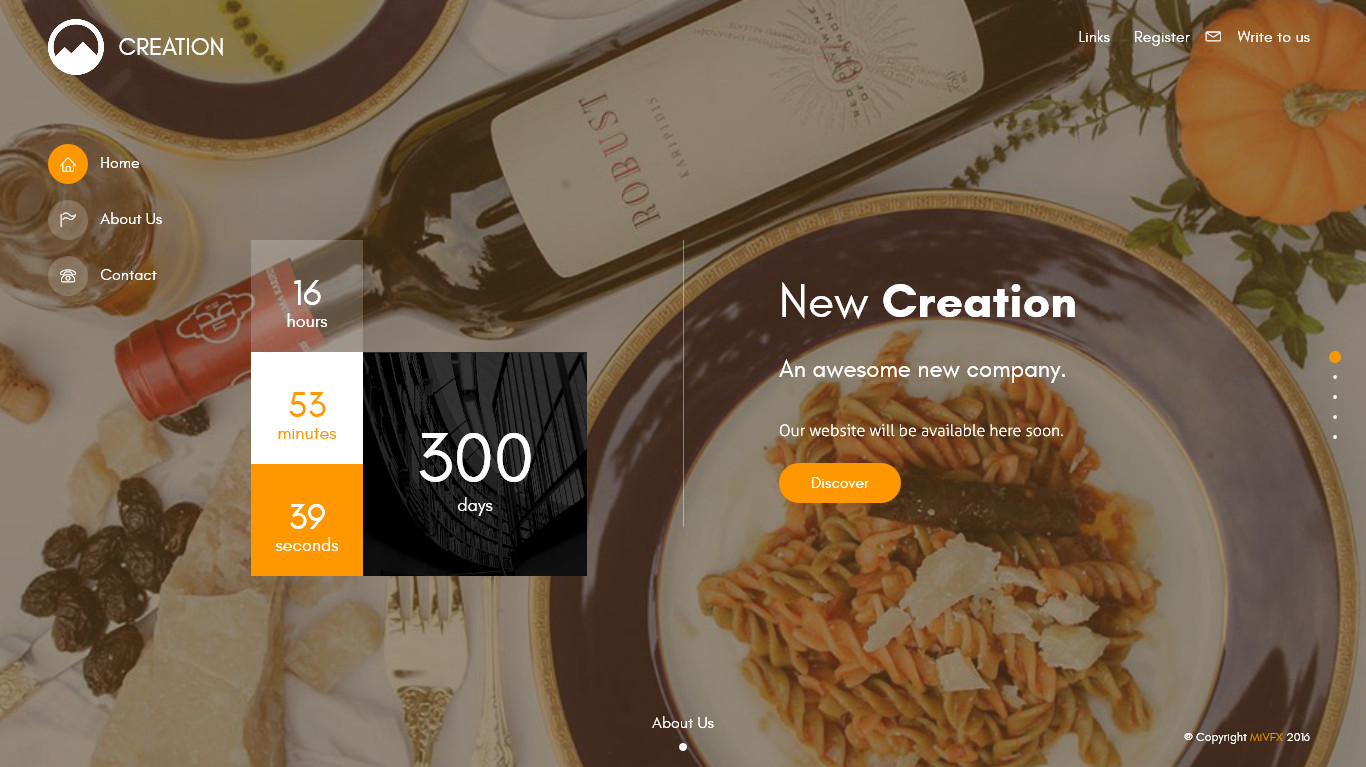 CREATION
Links
Register
Write to us
Home
About Us
Contact
ROBUST
KARIPIDIS
16
hours
53
minutes
39
seconds
300
days
New Creation
An awesome new company.
Our website will be available here soon.
Discover
About Us
© Copyright MiVFX 2016